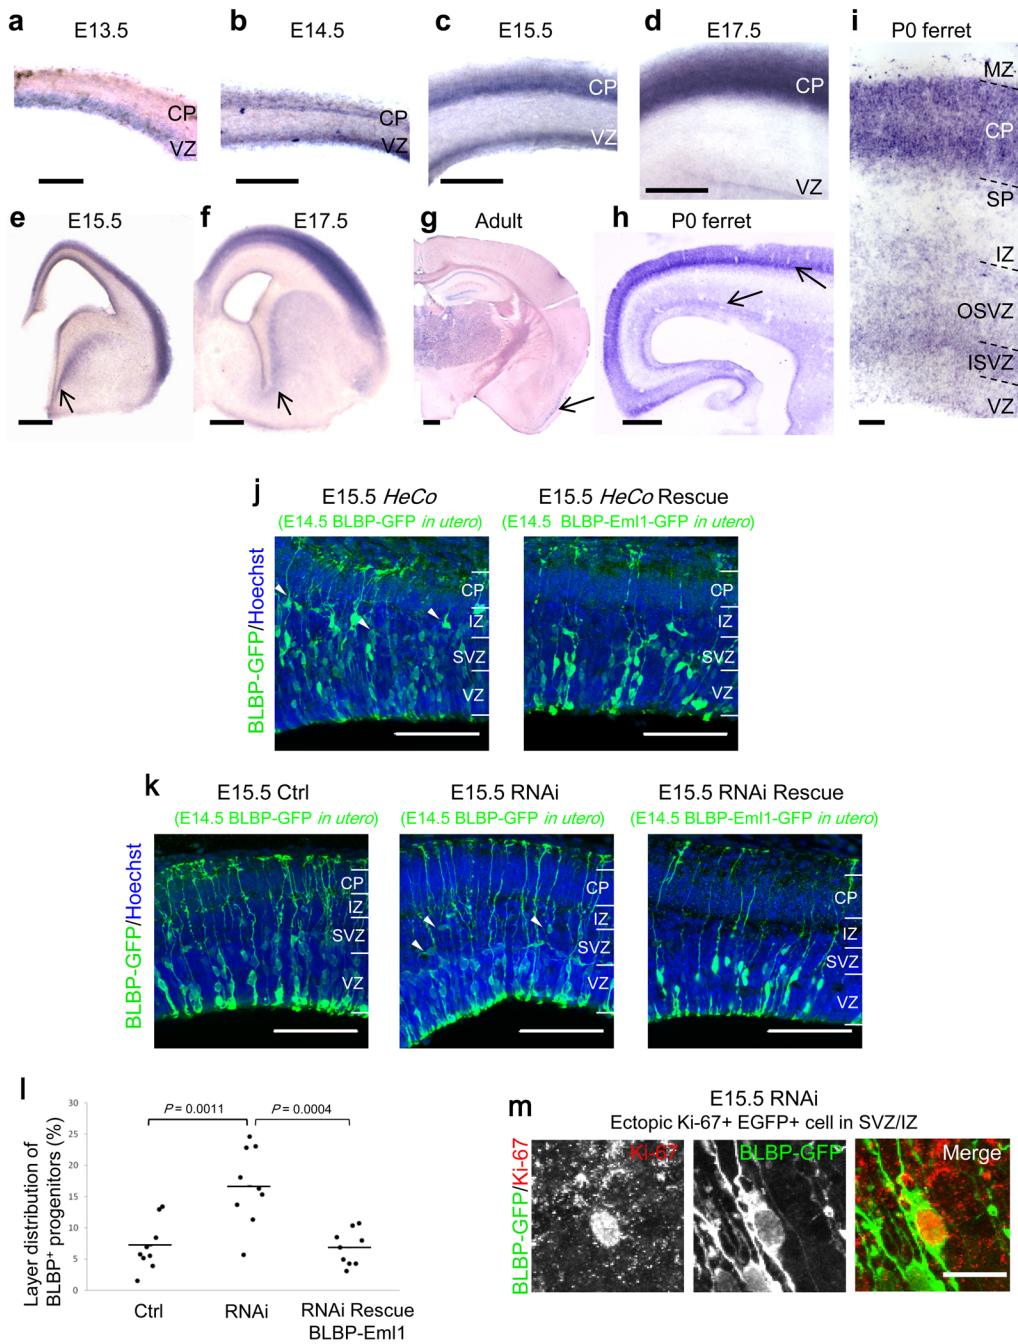 a
E13.5
CP
VZ
b
E14.5
CP
VZ
c
E15.5
CP
VZ
d
E17.5
CP
VZ
i
P0 ferret
MZ
CP
SP
IZ
OSVZ
ISVZ
VZ
e
E15.5
f
E17.5
g
Adult
h
P0 ferret
j
E15.5 HeCo
(E14.5 BLBP-GFP in utero)
E15.5 HeCo Rescue
(E14.5 BLBP-Eml1-GFP in utero)
BLBP-GFP/Hoechst
CP
IZ
SVZ
VZ
CP
IZ
SVZ
VZ
k
E15.5 Ctrl
(E14.5 BLBP-GFP in utero)
E15.5 RNAi
(E14.5 BLBP-GFP in utero)
E15.5 RNAi Rescue
(E14.5 BLBP-Eml1-GFP in utero)
BLBP-GFP/Hoechst
CP
IZ
SVZ
VZ
CP
IZ
SVZ
VZ
CP
IZ
SVZ
VZ
l
Layer distribution of
BLBP+ progenitors (%)
30
25
20
15
10
5
0
P = 0.0011
P = 0.0004
Ctrl
RNAi
RNAi Rescue
BLBP-Eml1
m
E15.5 RNAi
Ectopic Ki-67+ EGFP+ cell in SVZ/IZ
BLBP-GFP/Ki-67
Ki-67
BLBP-GFP
Merge